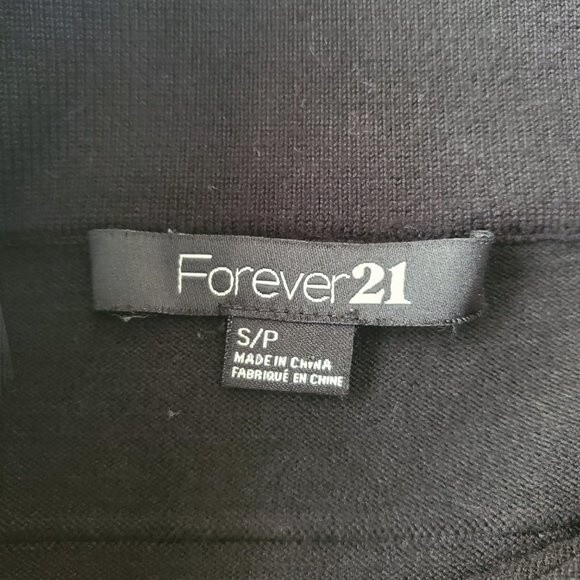 Forever21
S/P
MADE IN CHINA
FABRIQUÉ EN CHINE